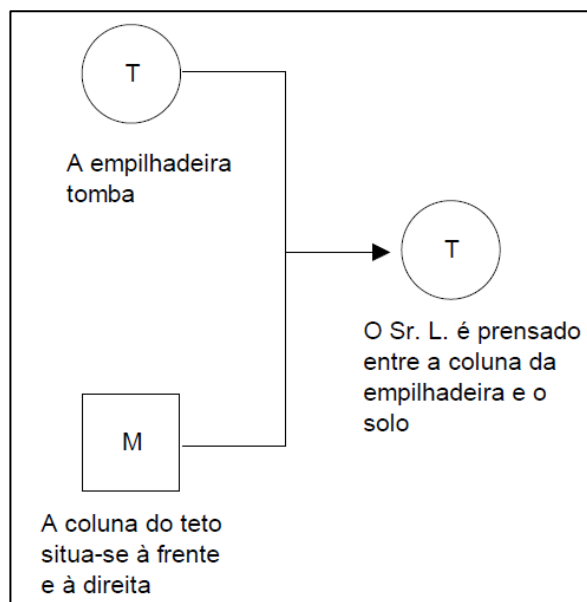 T
A empilhadeira
tomba
T
O Sr. L. é prensado
entre a coluna da
empilhadeira e o
solo
M
A coluna do teto
situa-se à frente
e à direita